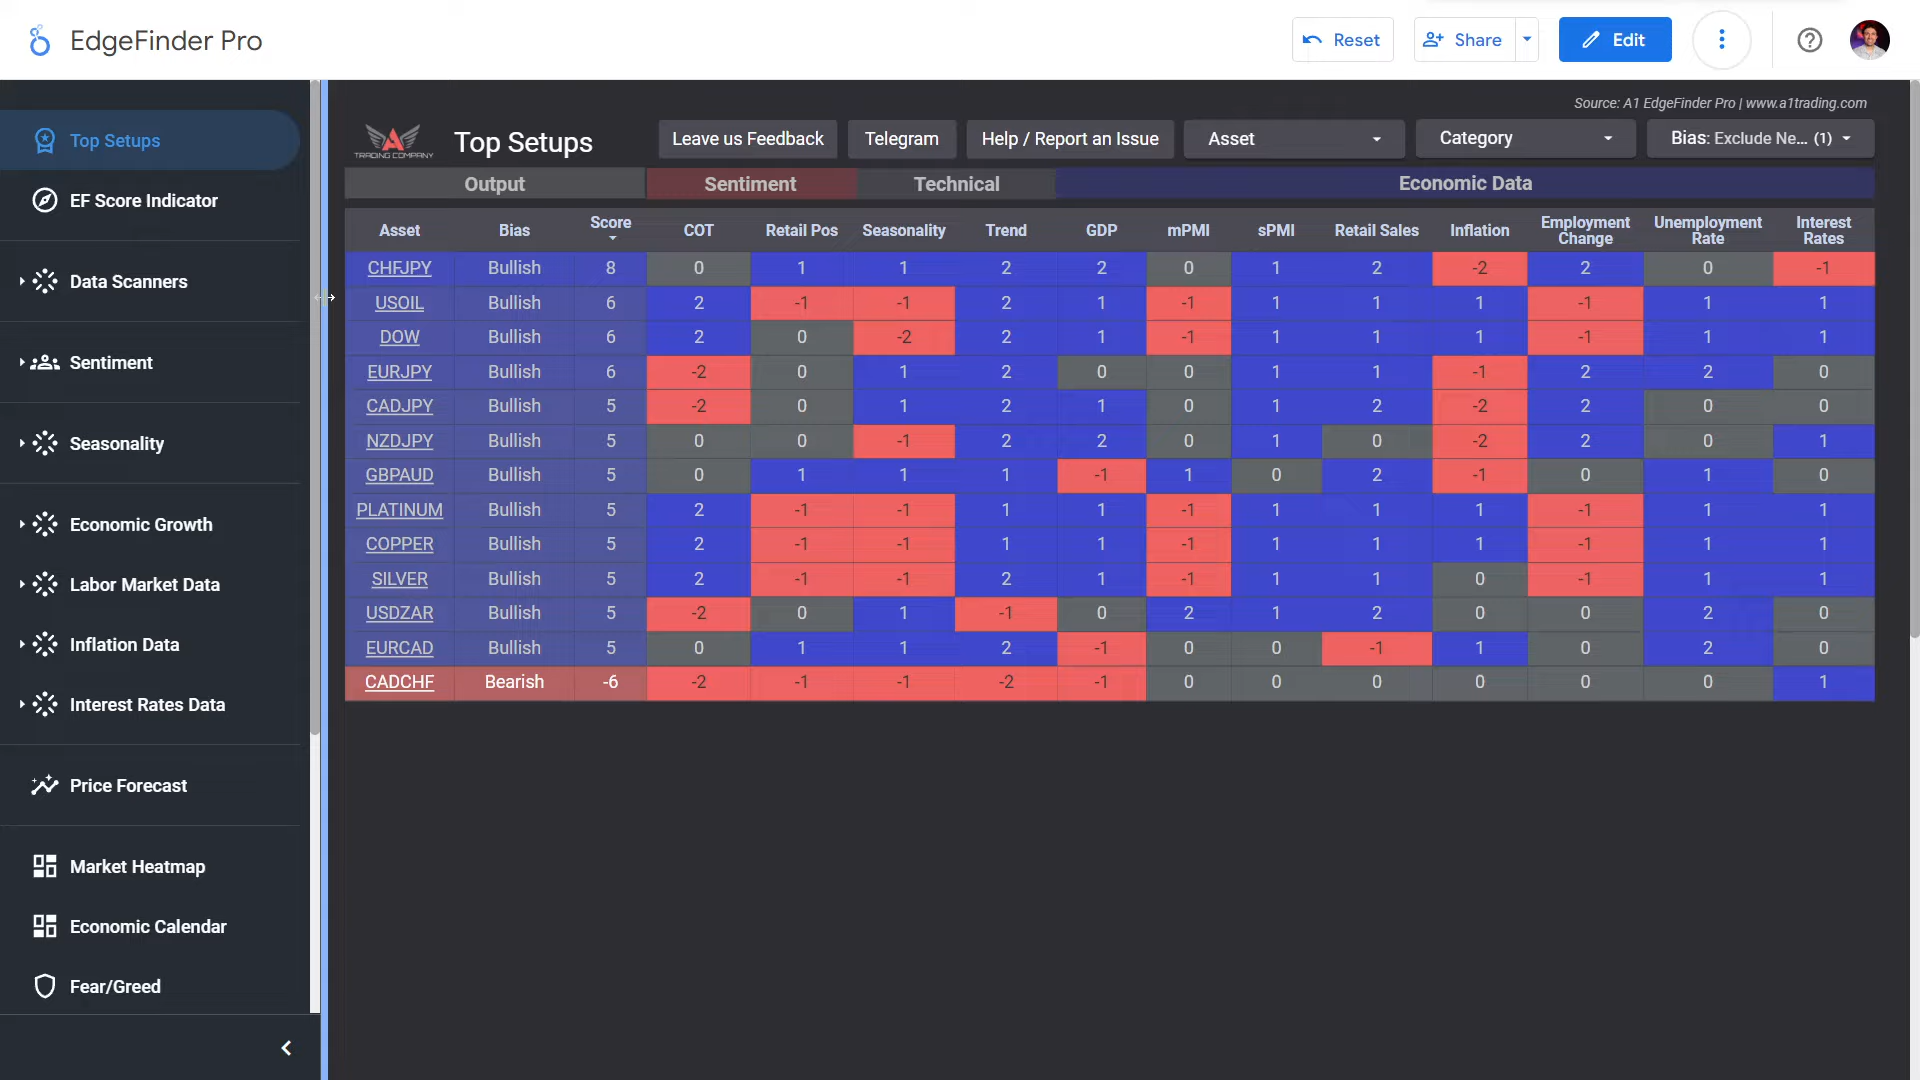 EdgeFinder Pro
Reset
Share
Edit
Top Setups
EF Score Indicator
Data Scanners
Sentiment
Seasonality
Economic Growth
Labor Market Data
Inflation Data
Interest Rates Data
Price Forecast
Market Heatmap
Economic Calendar
Fear/Greed
Source: A1 EdgeFinder Pro | www.a1trading.com
TRADING COMPANY
Top Setups
Leave us Feedback
Telegram
Help / Report an Issue
Asset
Category
Bias: Exclude Ne... (1)
Output Sentiment Technical Economic Data
Asset Bias Score COT Retail Pos Seasonality Trend GDP mPMI sPMI Retail Sales Inflation Employment Change Unemployment Rate Interest Rates
CHFJPY Bullish 8 0 1 1 2 2 0 1 2 -2 2 0 -1
USOIL Bullish 6 2 -1 -1 2 1 -1 1 1 1 -1 1 1
DOW Bullish 6 2 0 -2 2 1 -1 1 1 1 -1 1 1
EURJPY Bullish 6 -2 0 1 2 0 0 1 1 -1 2 2 0
CADJPY Bullish 5 -2 0 1 2 1 0 1 2 -2 2 0 0
NZDJPY Bullish 5 0 0 -1 2 2 0 1 0 -2 2 0 1
GBPAUD Bullish 5 0 1 1 1 -1 1 0 2 -1 0 1 0
PLATINUM Bullish 5 2 -1 -1 1 1 -1 1 1 1 -1 1 1
COPPER Bullish 5 2 -1 -1 1 1 -1 1 1 1 -1 1 1
SILVER Bullish 5 2 -1 -1 2 1 -1 1 1 0 -1 1 1
USDZAR Bullish 5 -2 0 1 -1 0 2 1 2 0 0 2 0
EURCAD Bullish 5 0 1 1 2 -1 0 0 -1 1 0 2 0
CADCHF Bearish -6 -2 -1 -1 -2 -1 0 0 0 0 0 0 1